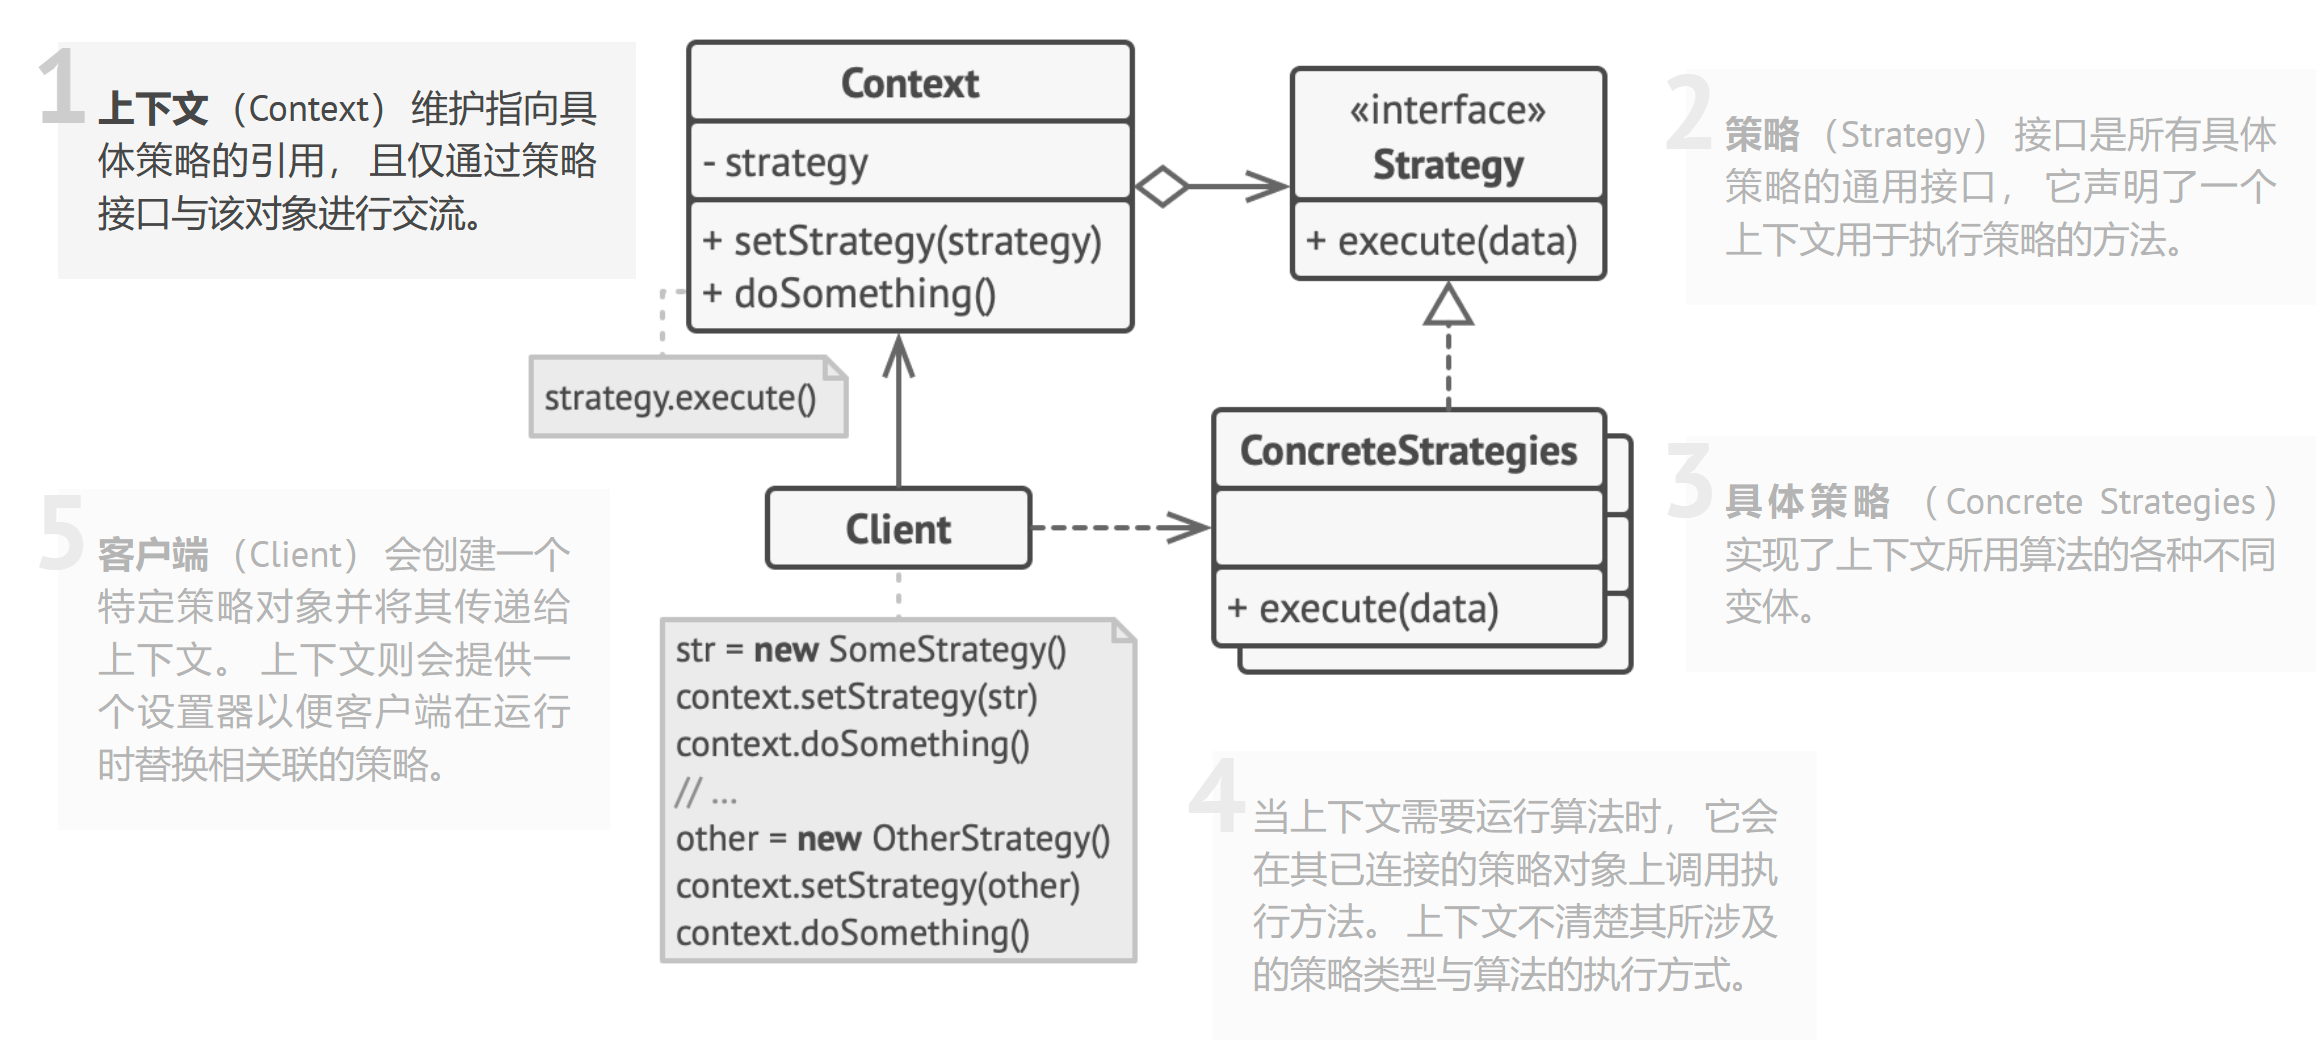 1
上下文（Context）维护指向具
体策略的引用，且仅通过策略
接口与该对象进行交流。
Context
- strategy
+ setStrategy(strategy)
+ doSomething()
strategy.execute()
«interface»
Strategy
+ execute(data)
2
策略（Strategy）接口是所有具体
策略的通用接口，它声明了一个
上下文用于执行策略的方法。
ConcreteStrategies
+ execute(data)
3
具体策略（Concrete Strategies）
实现了上下文所用算法的各种不同
变体。
4
当上下文需要运行算法时，它会
在其已连接的策略对象上调用执
行方法。上下文不清楚其所涉及
的策略类型与算法的执行方式。
5
客户端（Client）会创建一个
特定策略对象并将其传递给
上下文。上下文则会提供一
个设置器以便客户端在运行
时替换相关联的策略。
Client
str = new SomeStrategy()
context.setStrategy(str)
context.doSomething()
// ...
other = new OtherStrategy()
context.setStrategy(other)
context.doSomething()